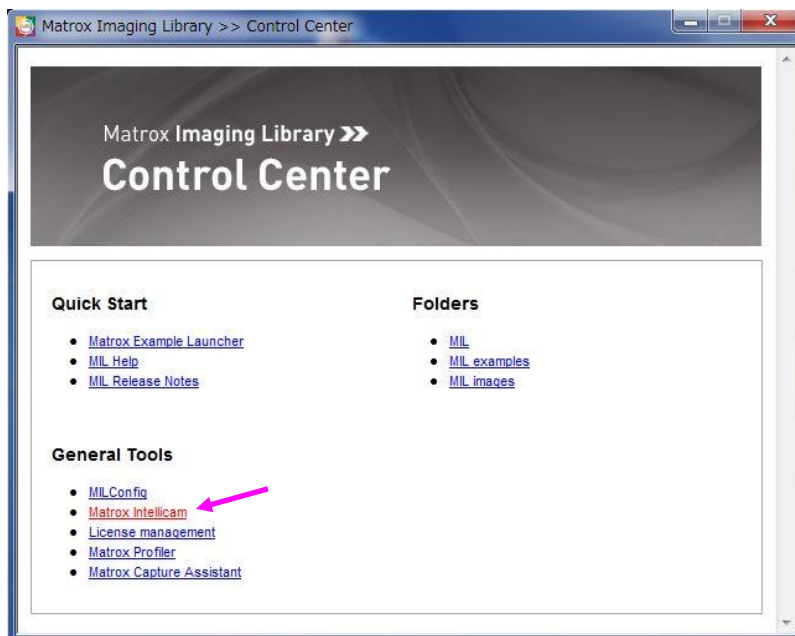 Matrox Imaging Library >> Control Center
Matrox Imaging Library >>
Control Center
Quick Start
Matrox Example Launcher
MIL Help
MIL Release Notes
Folders
MIL
MIL examples
MIL images
General Tools
MILConfig
Matrox Intellicam
License management
Matrox Profiler
Matrox Capture Assistant